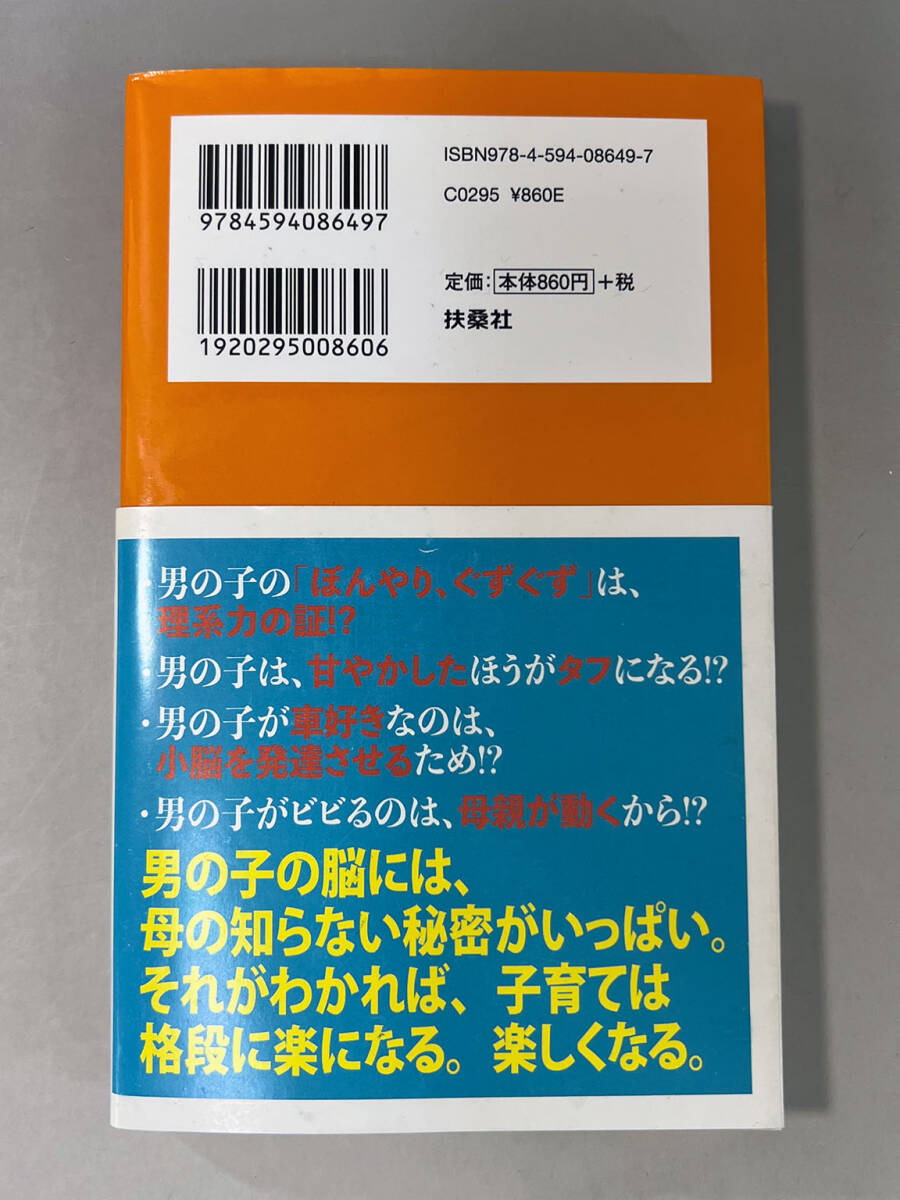 ISBN978-4-594-08649-7
C0295 ¥860E
9784594086497
定価：本体860円＋税
扶桑社
1920295008606
・男の子の「ぼんやり、ぐずぐず」は、
理系力の証!?
・男の子は、甘やかしたほうがタフになる!?
・男の子が車好きなのは、
小脳を発達させるため!?
・男の子がビビるのは、母親が動くから!?
男の子の脳には、
母の知らない秘密がいっぱい。
それがわかれば、子育ては
格段に楽になる。楽しくなる。